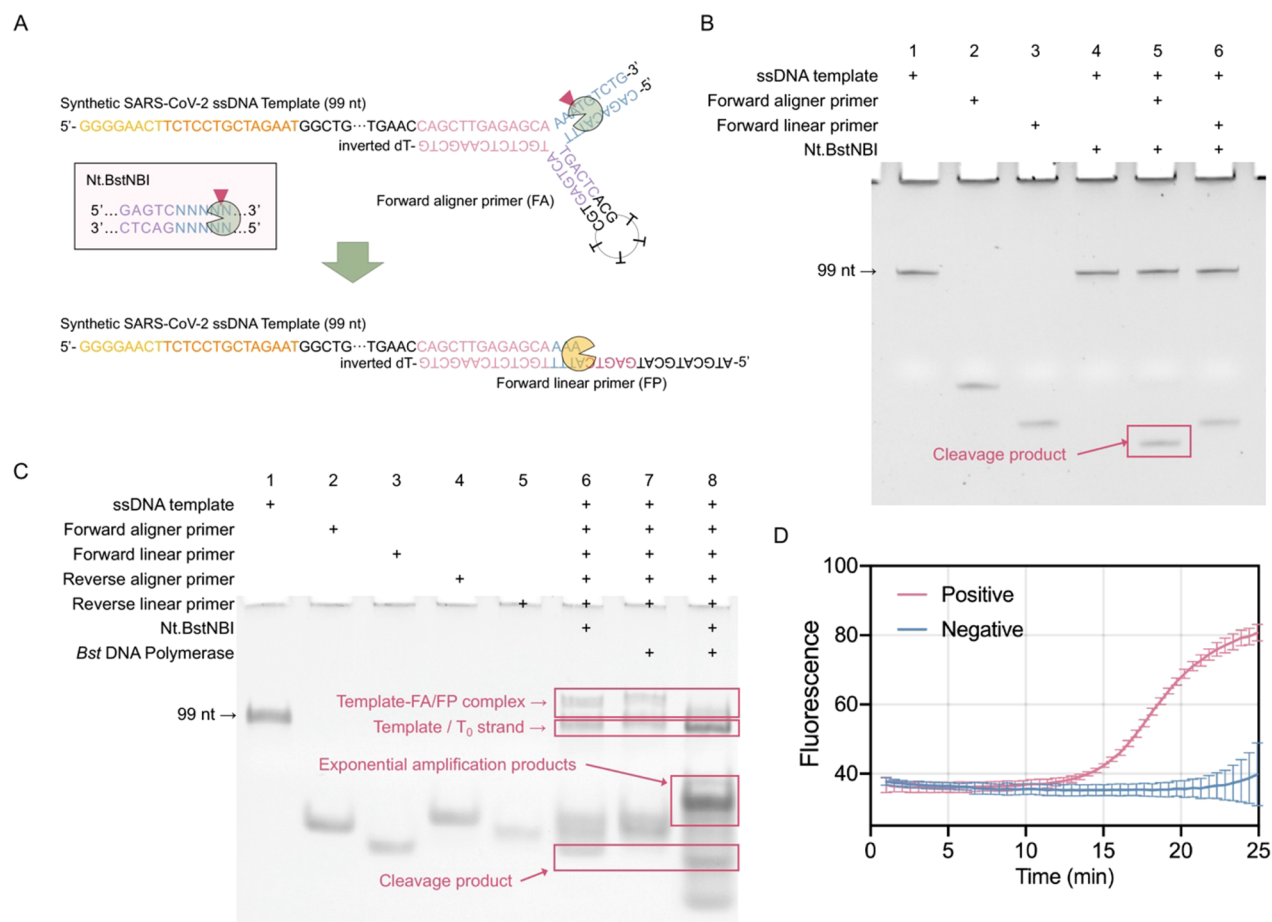 A
Synthetic SARS-CoV-2 ssDNA Template (99 nt)
5'- GGGGAACTTCTCCTGCTAGAATGGCTG···TGAACCAGCTTGAGAGCA
inverted dT-
Nt.BstNBI
5'...GAGTCNNNNN...3'
3'...CTCAGNNNNN...5'
Forward aligner primer (FA)
Synthetic SARS-CoV-2 ssDNA Template (99 nt)
5'- GGGGAACTTCTCCTGCTAGAATGGCTG···TGAACCAGCTTGAGAGCAAAA
inverted dT-
Forward linear primer (FP)
B
1 2 3 4 5 6
ssDNA template + + + +
Forward aligner primer + +
Forward linear primer + +
Nt.BstNBI + + +
99 nt →
Cleavage product
C
1 2 3 4 5 6 7 8
ssDNA template + + + +
Forward aligner primer + + + +
Forward linear primer + + + +
Reverse aligner primer + + + +
Reverse linear primer + + + +
Nt.BstNBI + +
Bst DNA Polymerase + +
99 nt →
Template-FA/FP complex →
Template / T0 strand →
Exponential amplification products
Cleavage product
D
Fluorescence
100
80
60
40
Positive
Negative
0 5 10 15 20 25
Time (min)